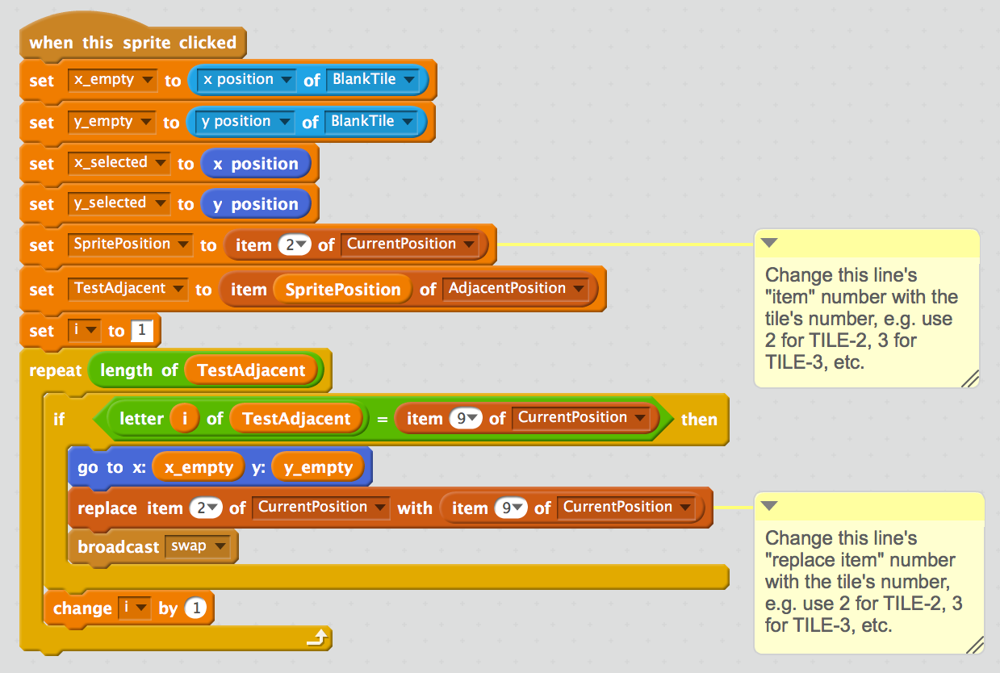 when this sprite clicked
set x_empty to x position of BlankTile
set y_empty to y position of BlankTile
set x_selected to x position
set y_selected to y position
set SpritePosition to item 2 of CurrentPosition
set TestAdjacent to item SpritePosition of AdjacentPosition
set i to 1
repeat length of TestAdjacent
if letter i of TestAdjacent = item 9 of CurrentPosition then
go to x: x_empty y: y_empty
replace item 2 of CurrentPosition with item 9 of CurrentPosition
broadcast swap
change i by 1
Change this line's
"item" number with the
tile's number, e.g. use
2 for TILE-2, 3 for
TILE-3, etc.
Change this line's
"replace item" number
with the tile's number,
e.g. use 2 for TILE-2, 3
for TILE-3, etc.